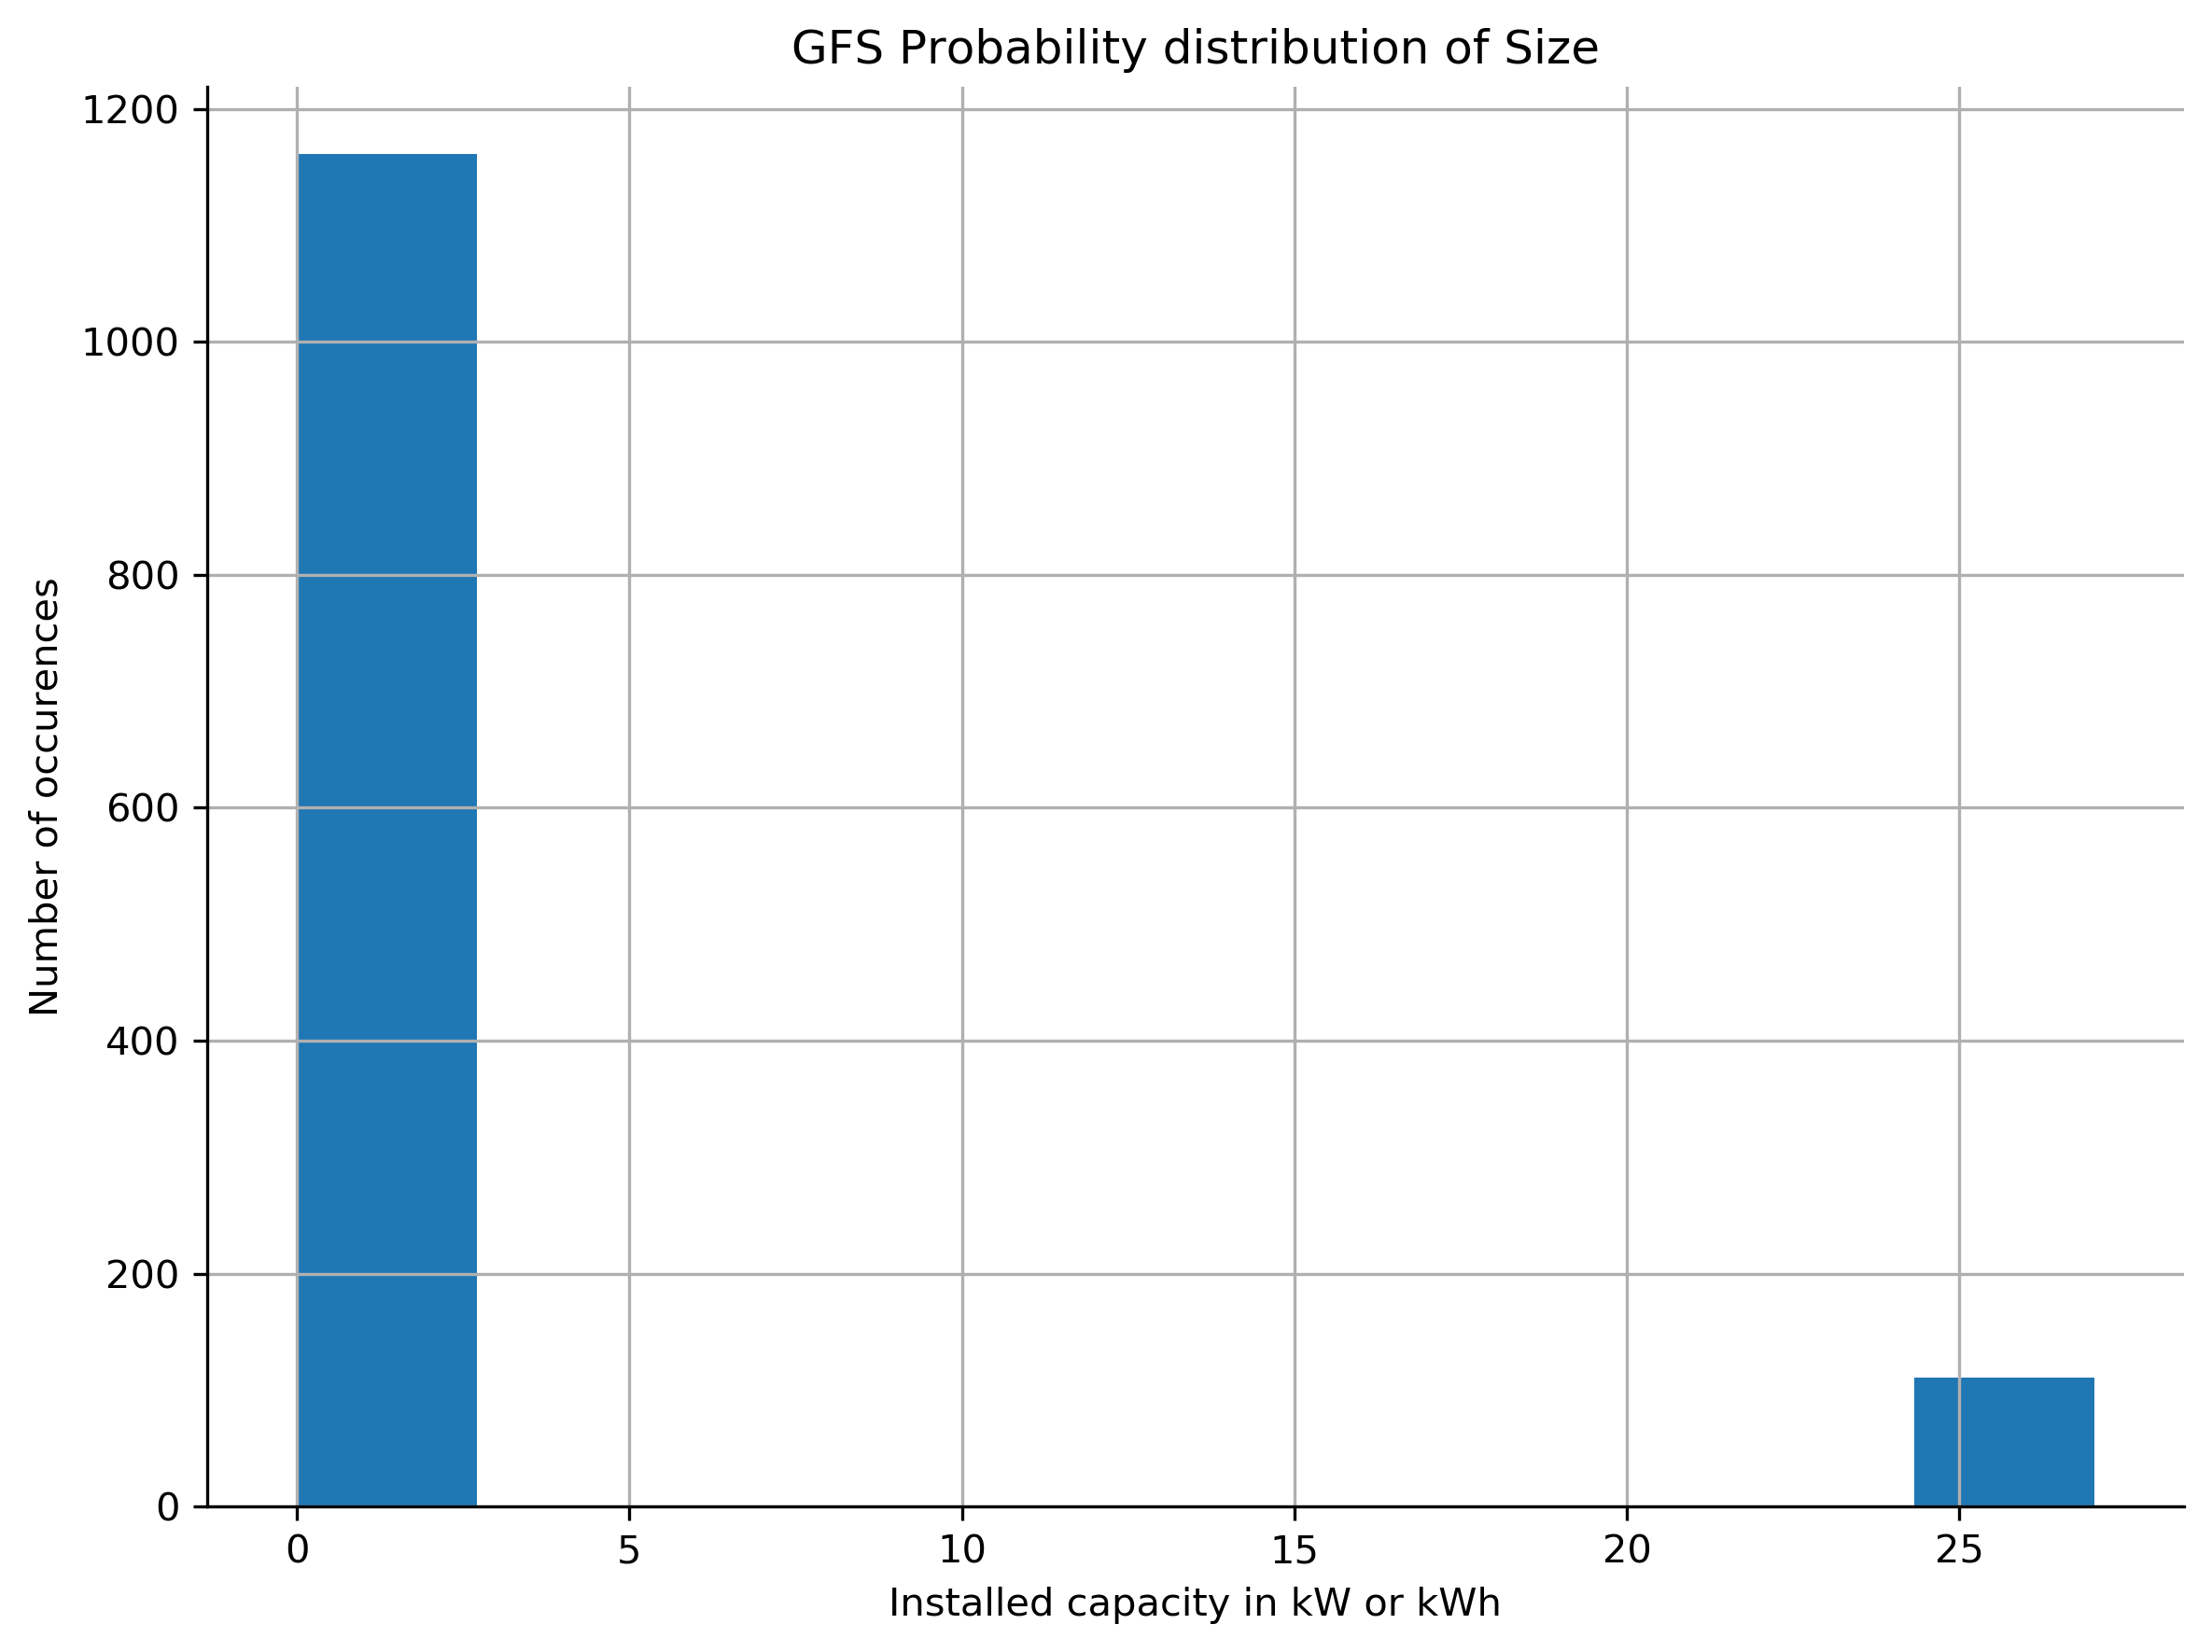 GFS Probability distribution of Size
1200
1000
800
600
400
200
0
Number of occurences
0 5 10 15 20 25
Installed capacity in kW or kWh